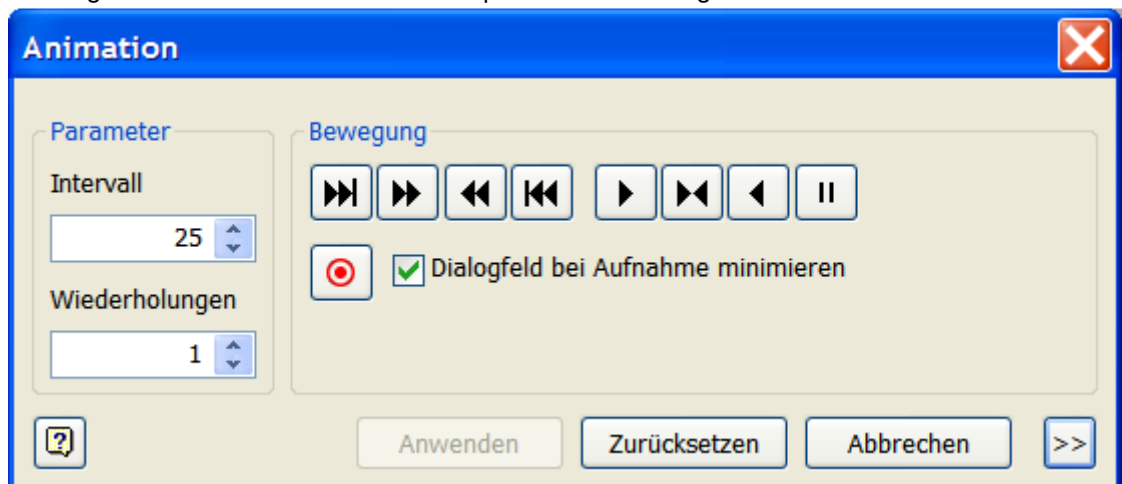 Animation
Parameter
Intervall
25
Wiederholungen
1
Bewegung
Dialogfeld bei Aufnahme minimieren
Anwenden
Zurücksetzen
Abbrechen
>>